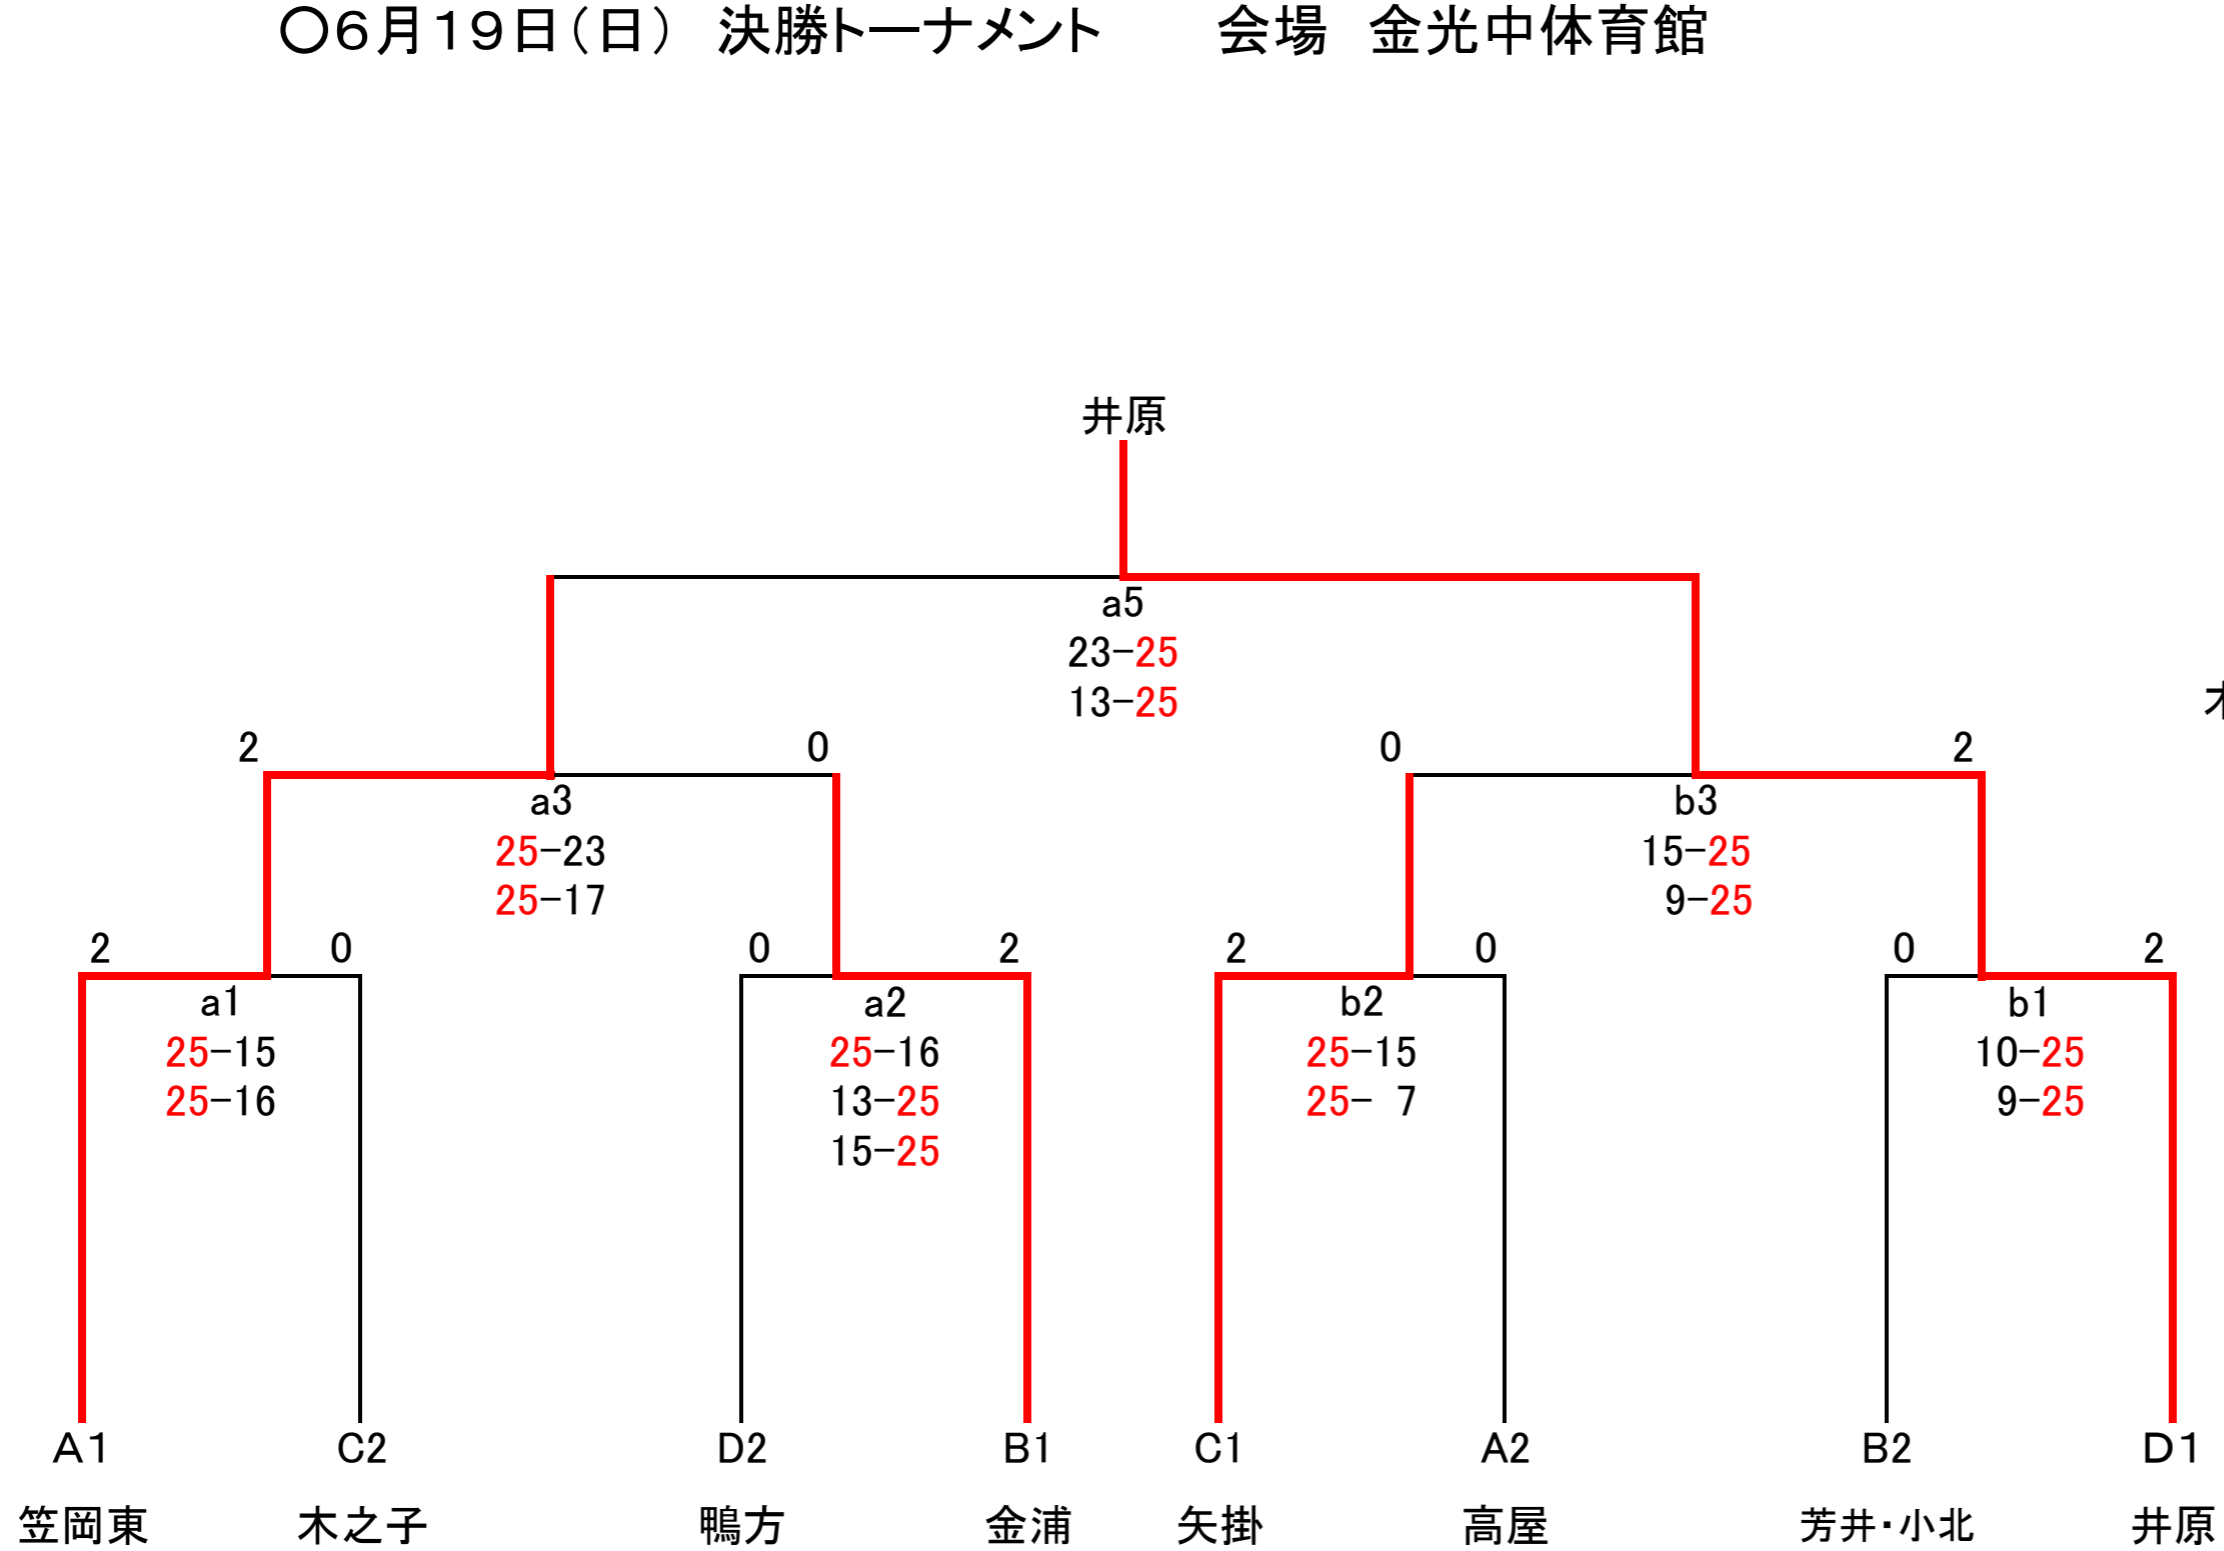 ○６月１９日（日）　決勝トーナメント　　会場　金光中体育館
井原
a5
23-25
13-25
2 0 0 2
a3 b3
25-23 15-25
25-17 9-25
2 0 0 2 2 0 0 2
a1 a2 b2 b1
25-15 25-16 25-15 10-25
25-16 13-25 25- 7 9-25
15-25
A1 C2 D2 B1 C1 A2 B2 D1
笠岡東 木之子 鴨方 金浦 矢掛 高屋 芳井・小北 井原